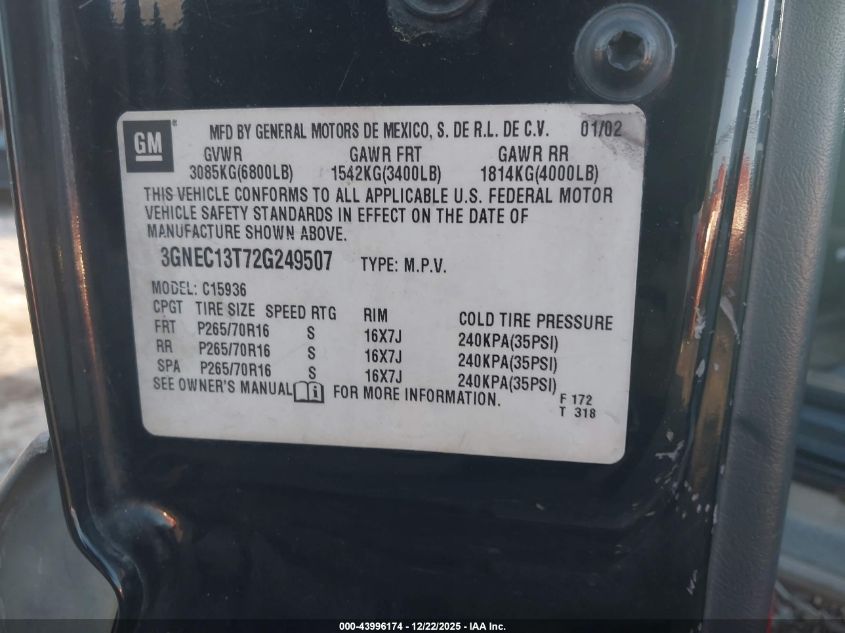 GM
MFD BY GENERAL MOTORS DE MEXICO, S. DE R.L. DE C.V. 01/02
GVWR GAWR FRT GAWR RR
3085KG(6800LB) 1542KG(3400LB) 1814KG(4000LB)
THIS VEHICLE CONFORMS TO ALL APPLICABLE U.S. FEDERAL MOTOR
VEHICLE SAFETY STANDARDS IN EFFECT ON THE DATE OF
MANUFACTURE SHOWN ABOVE.
3GNEC13T72G249507 TYPE: M.P.V.
MODEL: C15936
CPGT TIRE SIZE SPEED RTG RIM COLD TIRE PRESSURE
FRT P265/70R16 S 16X7J 240KPA(35PSI)
RR P265/70R16 S 16X7J 240KPA(35PSI)
SPA P265/70R16 S 16X7J 240KPA(35PSI)
SEE OWNER'S MANUAL FOR MORE INFORMATION.
F 172
T 318
000-43996174 - 12/22/2025 - IAA Inc.